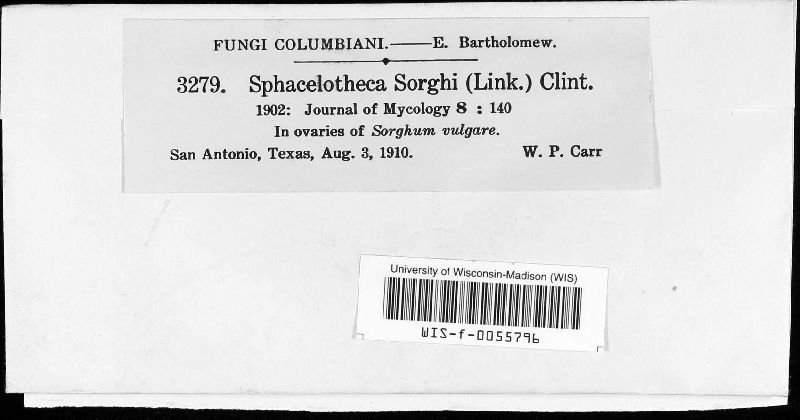 FUNGI COLUMBIANI.——E. Bartholomew.
3279. Sphacelotheca Sorghi (Link.) Clint.
1902: Journal of Mycology 8 : 140
In ovaries of Sorghum vulgare.
San Antonio, Texas, Aug. 3, 1910. W. P. Carr
University of Wisconsin-Madison (WIS)
WIS-f-0055796